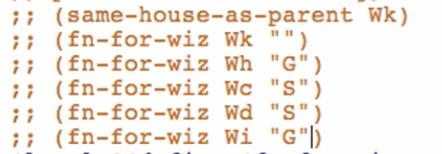 ;; (same-house-as-parent Wk)
;; (fn-for-wiz Wk "")
;; (fn-for-wiz Wh "G")
;; (fn-for-wiz Wc "S")
;; (fn-for-wiz Wd "S")
;; (fn-for-wiz Wi "G")